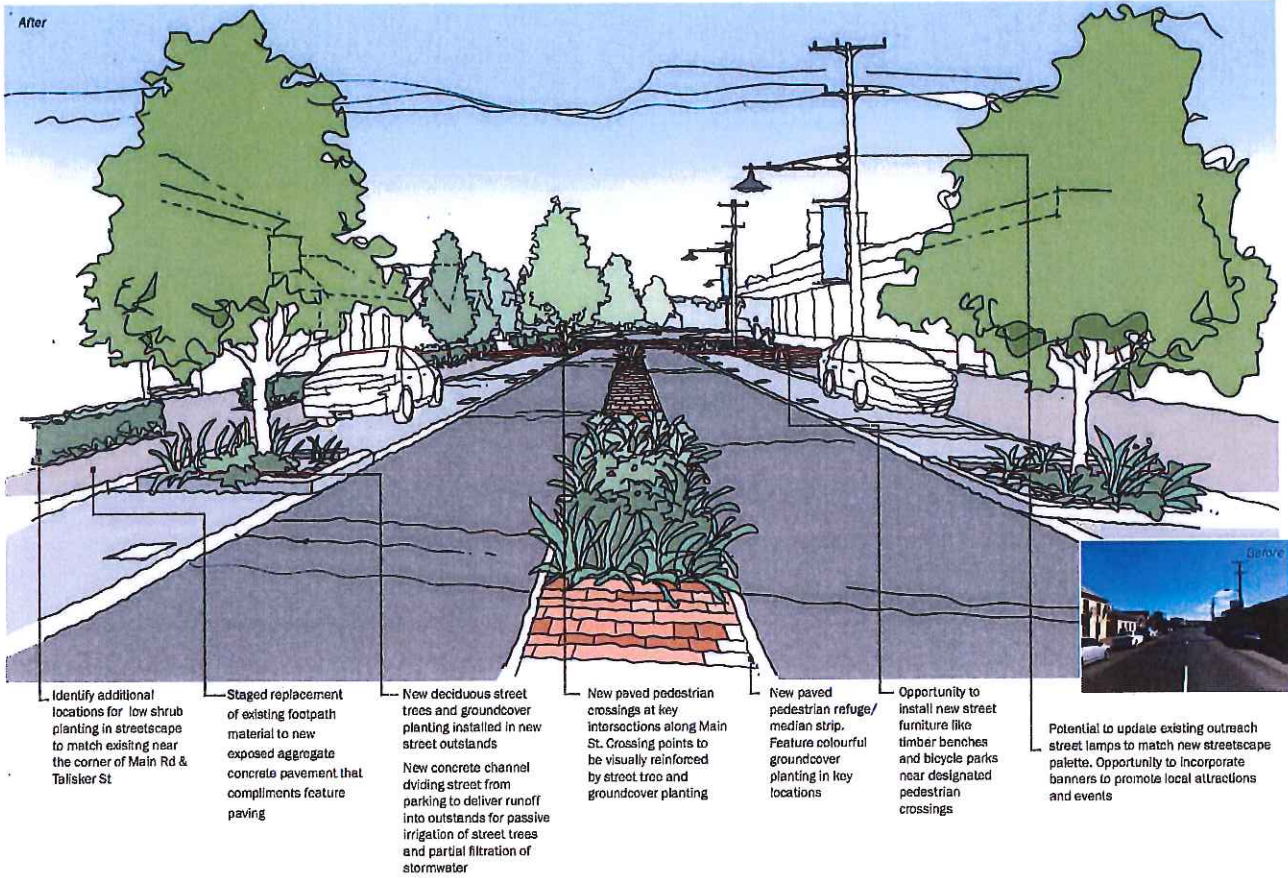 After
Before
Identify additional
locations for low shrub
planting in streetscape
to match exisitng near
the corner of Main Rd &
Talisker St
Staged replacement
of existing footpath
material to new
exposed aggregate
concrete pavement that
compliments feature
paving
New deciduous street
trees and groundcover
planting installed in new
street outstands
New concrete channel
dviding street from
parking to deliver runoff
into outstands for passive
irrigation of street trees
and partial filtration of
stormwater
New paved pedestrian
crossings at key
intersections along Main
St. Crossing points to
be visually reinforced
by street tree and
groundcover planting
New paved
pedestrian refuge/
median strip.
Feature colourful
groundcover
planting in key
locations
Opportunity to
install new street
furniture like
timber benches
and bicycle parks
near designated
pedestrian
crossings
Potential to update existing outreach
street lamps to match new streetscape
palette. Opportunity to incorporate
banners to promote local attractions
and events